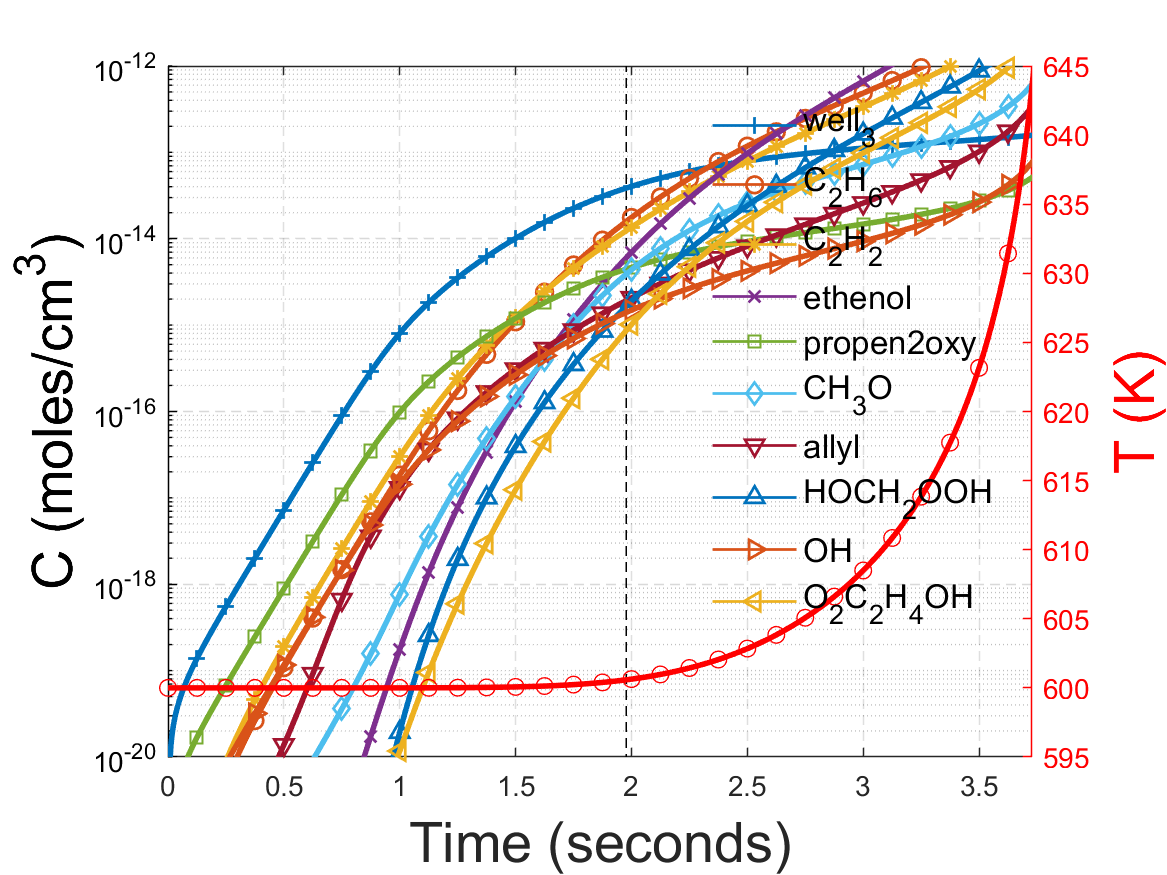 10^-12
10^-14
10^-16
10^-18
10^-20
C (moles/cm^3)
0 0.5 1 1.5 2 2.5 3 3.5
Time (seconds)
645
640
635
630
625
620
615
610
605
600
595
T (K)
well_3
C_2H_6
C_2H_2
ethenol
propen2oxy
CH_3O
allyl
HOCH_2OOH
OH
O_2C_2H_4OH